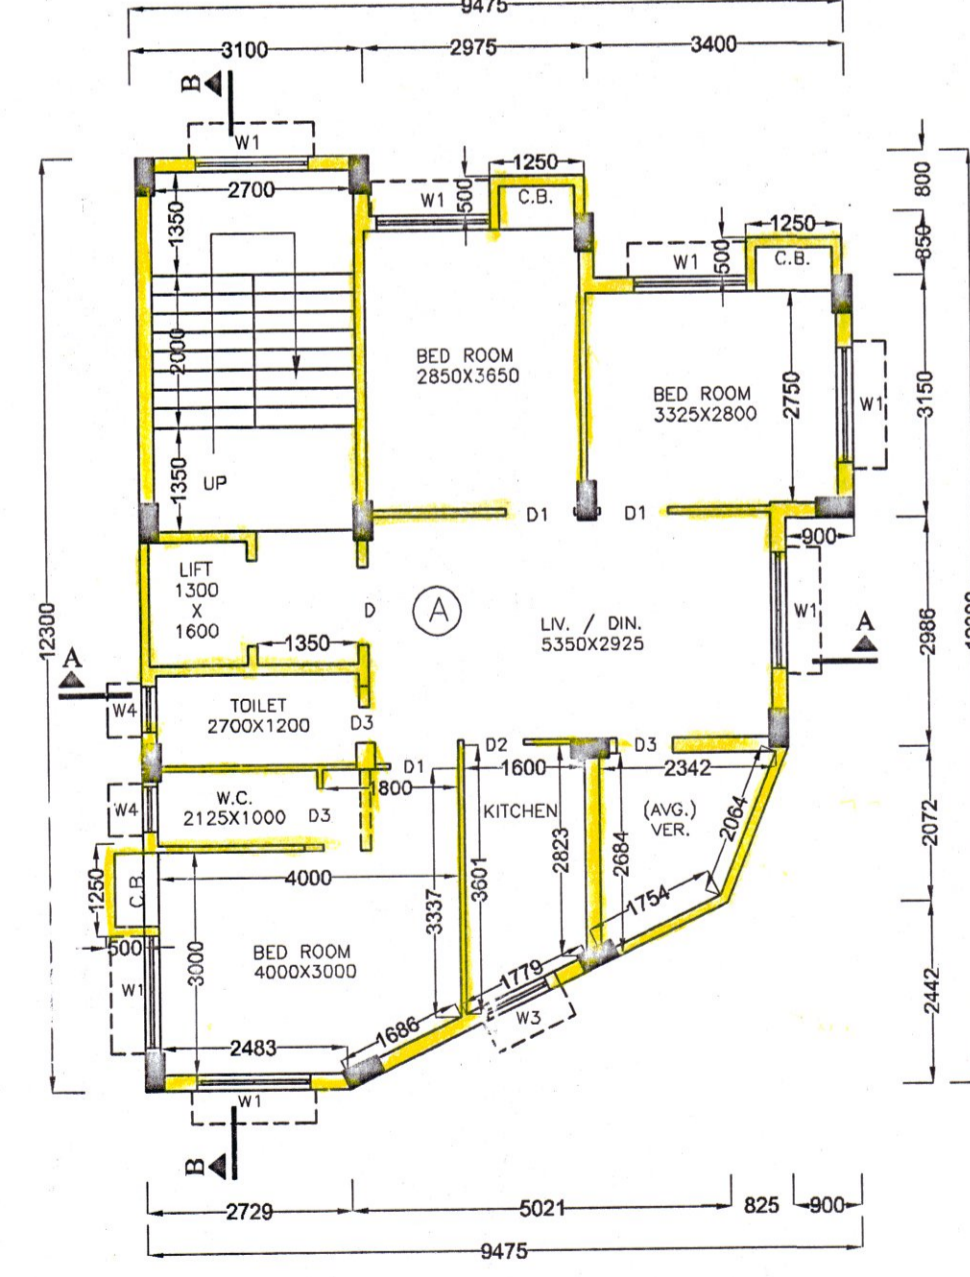 9475
3100
2975
3400
B
W1
2700
1350
2000
1350
UP
W1
500
1250
C.B.
W1
500
1250
C.B.
800
850
3150
2986
2072
2442
BED ROOM
2850X3650
BED ROOM
3325X2800
2750
W1
D1
D1
900
W1
12300
LIFT
1300
X
1600
1350
D
A
LIV. / DIN.
5350X2925
A
A
W4
TOILET
2700X1200
D3
D1
D2
D3
1600
2342
1800
W4
W.C.
2125X1000
D3
KITCHEN
(AVG.)
VER.
2064
2823
2684
3601
3337
1754
1250
C.B.
500
4000
3000
BED ROOM
4000X3000
W1
1779
W3
1686
2483
W1
B
2729
5021
825
900
9475